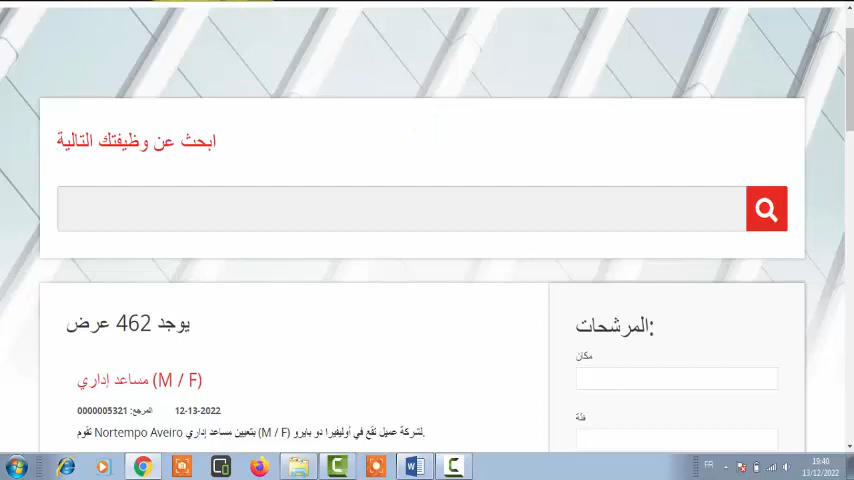 ابحث عن وظيفتك التالية
يوجد 462 عرض
مساعد إداري (M / F)
المرجع: 0000005321 12-13-2022
تقوم Nortempo Aveiro بتعيين مساعد إداري (M / F) لشركة عميل تقع في أوليفيرا دو بايرو.
المرشحات:
مكان
فئة
FR
19:40
13/12/2022